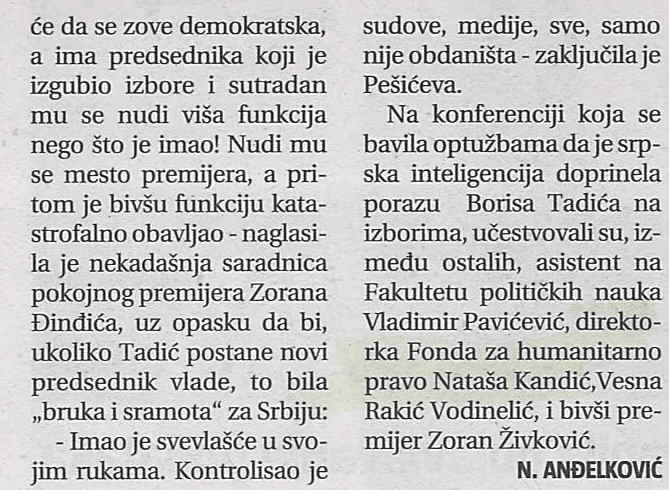 će da se zove demokratska,
a ima predsednika koji je
izgubio izbore i sutradan
mu se nudi viša funkcija
nego što je imao! Nudi mu
se mesto premijera, a pri-
tom je bivšu funkciju kata-
strofalno obavljao - naglasi-
la je nekadašnja saradnica
pokojnog premijera Zorana
Đinđića, uz opasku da bi,
ukoliko Tadić postane novi
predsednik vlade, to bila
„bruka i sramota“ za Srbiju:
- Imao je svevlašće u svo-
jim rukama. Kontrolisao je
sudove, medije, sve, samo
nije obdaništa - zaključila je
Pešićeva.
Na konferenciji koja se
bavila optužbama da je srp-
ska inteligencija doprinela
porazu Borisa Tadića na
izborima, učestvovali su, iz-
među ostalih, asistent na
Fakultetu političkih nauka
Vladimir Pavićević, direkto-
rka Fonda za humanitarno
pravo Nataša Kandić,Vesna
Rakić Vodinelić, i bivši pre-
mijer Zoran Živković.
N. ANĐELKOVIĆ